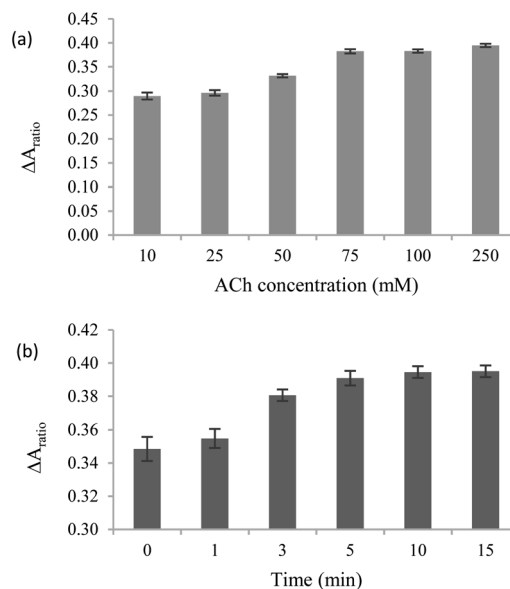 (a)
0.45
0.40
0.35
0.30
0.25
0.20
0.15
0.10
0.05
0.00
ΔAratio
10 25 50 75 100 250
ACh concentration (mM)
(b)
0.42
0.40
0.38
0.36
0.34
0.32
0.30
ΔAratio
0 1 3 5 10 15
Time (min)